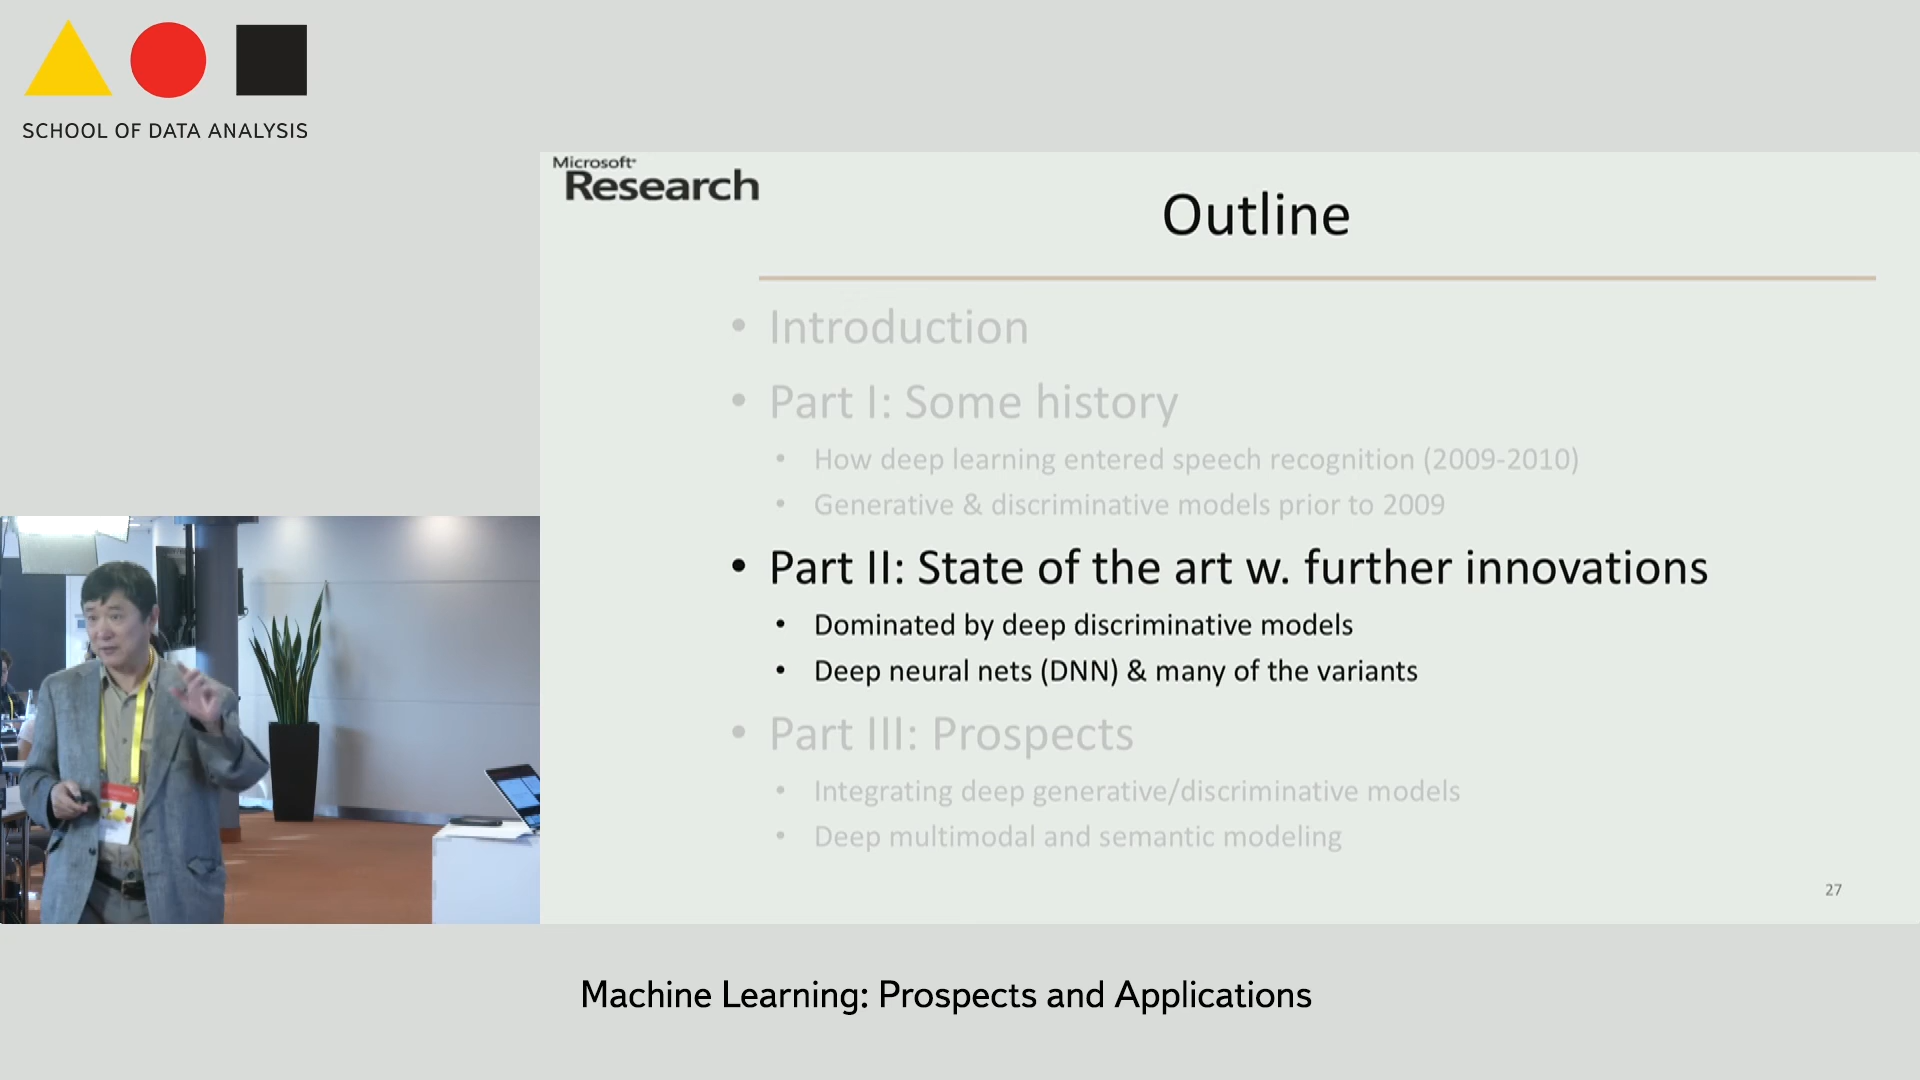 SCHOOL OF DATA ANALYSIS
Microsoft
Research
Outline
• Introduction
• Part I: Some history
• How deep learning entered speech recognition (2009-2010)
• Generative & discriminative models prior to 2009
• Part II: State of the art w. further innovations
• Dominated by deep discriminative models
• Deep neural nets (DNN) & many of the variants
• Part III: Prospects
• Integrating deep generative/discriminative models
• Deep multimodal and semantic modeling
27
Machine Learning: Prospects and Applications